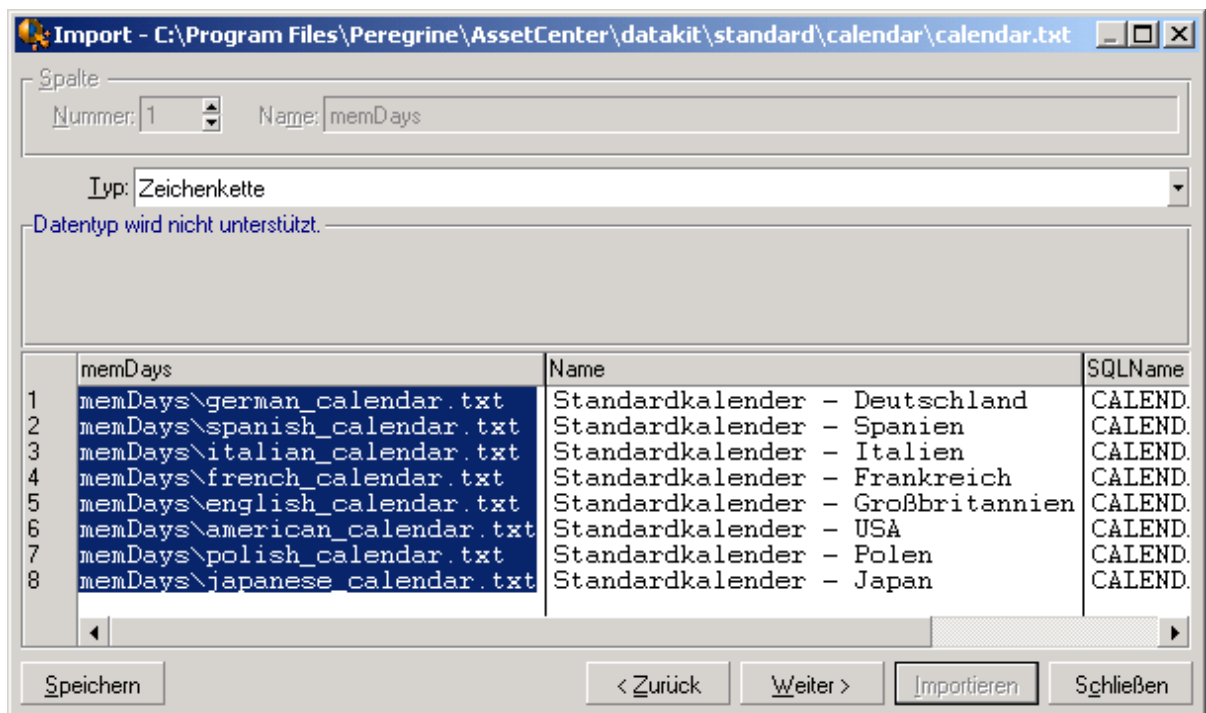 Import - C:\Program Files\Peregrine\AssetCenter\datakit\standard\calendar\calendar.txt
Spalte
Nummer: 1 Name: memDays
Typ: Zeichenkette
Datentyp wird nicht unterstützt.
memDays Name SQLName
1 memDays\german_calendar.txt Standardkalender - Deutschland CALEND.
2 memDays\spanish_calendar.txt Standardkalender - Spanien CALEND.
3 memDays\italian_calendar.txt Standardkalender - Italien CALEND.
4 memDays\french_calendar.txt Standardkalender - Frankreich CALEND.
5 memDays\english_calendar.txt Standardkalender - Großbritannien CALEND.
6 memDays\american_calendar.txt Standardkalender - USA CALEND.
7 memDays\polish_calendar.txt Standardkalender - Polen CALEND.
8 memDays\japanese_calendar.txt Standardkalender - Japan CALEND.
Speichern < Zurück Weiter > Importieren Schließen